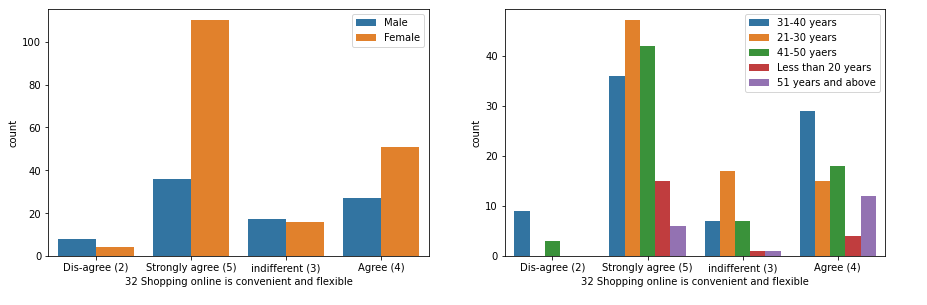 100
80
60
40
20
0
count
Male
Female
Dis-agree (2) Strongly agree (5) indifferent (3) Agree (4)
32 Shopping online is convenient and flexible
40
30
20
10
0
count
31-40 years
21-30 years
41-50 yaers
Less than 20 years
51 years and above
Dis-agree (2) Strongly agree (5) indifferent (3) Agree (4)
32 Shopping online is convenient and flexible